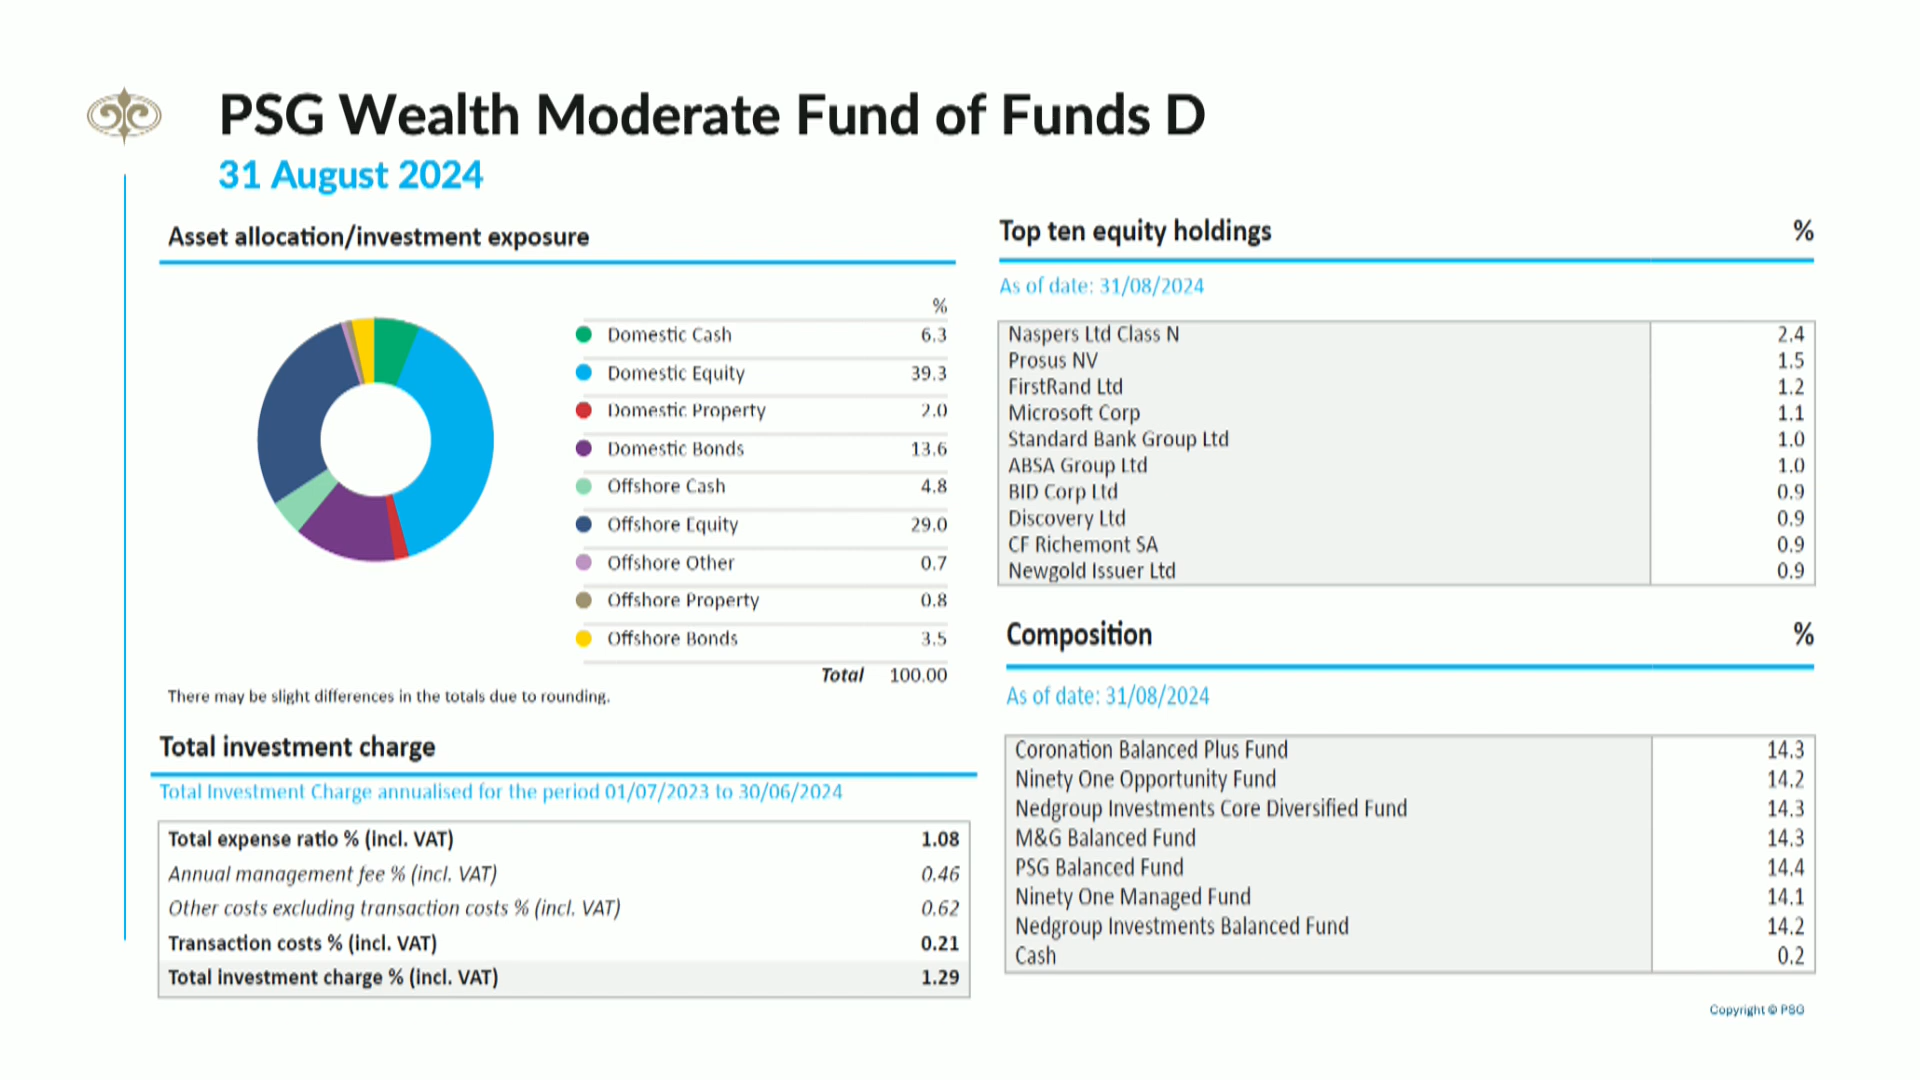 PSG Wealth Moderate Fund of Funds D
31 August 2024
Asset allocation/investment exposure
%
Domestic Cash 6.3
Domestic Equity 39.3
Domestic Property 2.0
Domestic Bonds 13.6
Offshore Cash 4.8
Offshore Equity 29.0
Offshore Other 0.7
Offshore Property 0.8
Offshore Bonds 3.5
Total 100.00
There may be slight differences in the totals due to rounding.
Total investment charge
Total Investment Charge annualised for the period 01/07/2023 to 30/06/2024
Total expense ratio % (incl. VAT) 1.08
Annual management fee % (incl. VAT) 0.46
Other costs excluding transaction costs % (incl. VAT) 0.62
Transaction costs % (incl. VAT) 0.21
Total investment charge % (incl. VAT) 1.29
Top ten equity holdings %
As of date: 31/08/2024
Naspers Ltd Class N 2.4
Prosus NV 1.5
FirstRand Ltd 1.2
Microsoft Corp 1.1
Standard Bank Group Ltd 1.0
ABSA Group Ltd 1.0
BID Corp Ltd 0.9
Discovery Ltd 0.9
CF Richemont SA 0.9
Newgold Issuer Ltd 0.9
Composition %
As of date: 31/08/2024
Coronation Balanced Plus Fund 14.3
Ninety One Opportunity Fund 14.2
Nedgroup Investments Core Diversified Fund 14.3
M&G Balanced Fund 14.3
PSG Balanced Fund 14.4
Ninety One Managed Fund 14.1
Nedgroup Investments Balanced Fund 14.2
Cash 0.2
Copyright © PSG